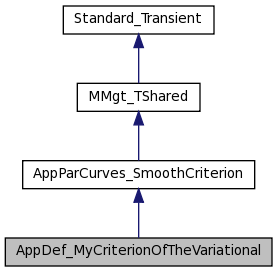 Standard_Transient
MMgt_TShared
AppParCurves_SmoothCriterion
AppDef_MyCriterionOfTheVariational